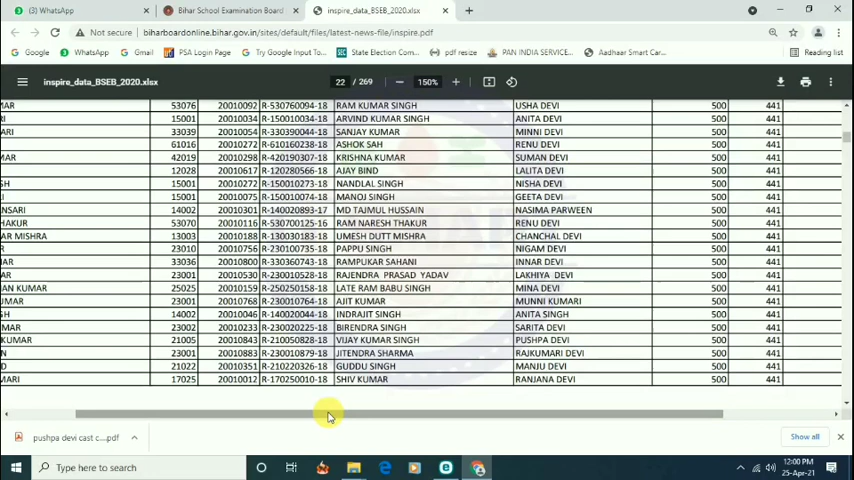 (3) WhatsApp
Bihar School Examination Board
inspire_data_BSEB_2020.xlsx
Not secure
biharboardonline.bihar.gov.in/sites/default/files/latest-news-file/inspire.pdf
Google WhatsApp Gmail PSA Login Page Try Google Input To... State Election Com... pdf resize PAN INDIA SERVICE... Aadhaar Smart Car... Reading list
inspire_data_BSEB_2020.xlsx 22 / 269 150%
MAR 53076 20010092 R-530760094-18 RAM KUMAR SINGH USHA DEVI 500 441
RI 15001 20010034 R-150010034-18 ARVIND KUMAR SINGH ANITA DEVI 500 441
ARI 33039 20010054 R-330390044-18 SANJAY KUMAR MINNI DEVI 500 441
61016 20010272 R-610160238-18 ASHOK SAH RENU DEVI 500 441
MAR 42019 20010298 R-420190307-18 KRISHNA KUMAR SUMAN DEVI 500 441
12028 20010617 R-120280566-18 AJAY BIND LALITA DEVI 500 441
GH 15001 20010272 R-150010273-18 NANDLAL SINGH NISHA DEVI 500 441
I 15001 20010075 R-150010074-18 MANOJ SINGH GEETA DEVI 500 441
ANSARI 14002 20010301 R-140020893-17 MD TAJMUL HUSSAIN NASIMA PARWEEN 500 441
THAKUR 53070 20010116 R-530700125-16 RAM NARESH THAKUR RENU DEVI 500 441
AR MISHRA 13003 20010188 R-130030183-18 UMESH DUTT MISHRA CHANCHAL DEVI 500 441
AR 23010 20010756 R-230100735-18 PAPPU SINGH NIGAM DEVI 500 441
R 33036 20010800 R-330360743-18 RAMPUKAR SAHANI INNAR DEVI 500 441
AR 23001 20010530 R-230010528-18 RAJENDRA PRASAD YADAV LAKHIYA DEVI 500 441
HAN KUMAR 25025 20010159 R-250250158-18 LATE RAM BABU SINGH MINA DEVI 500 441
UMAR 23001 20010768 R-230010764-18 AJIT KUMAR MUNNI KUMARI 500 441
GH 14002 20010046 R-140020044-18 INDRAJIT SINGH ANITA SINGH 500 441
MAR 23002 20010233 R-230020225-18 BIRENDRA SINGH SARITA DEVI 500 441
KUMAR 21005 20010843 R-210050828-18 VIJAY KUMAR SINGH PUSHPA DEVI 500 441
N 23001 20010883 R-230010879-18 JITENDRA SHARMA RAJKUMARI DEVI 500 441
D 21022 20010351 R-210220326-18 GUDDU SINGH MANJU DEVI 500 441
MARI 17025 20010012 R-170250010-18 SHIV KUMAR RANJANA DEVI 500 441
pushpa devi cast c....pdf Show all
Type here to search
12:00 PM
25-Apr-21